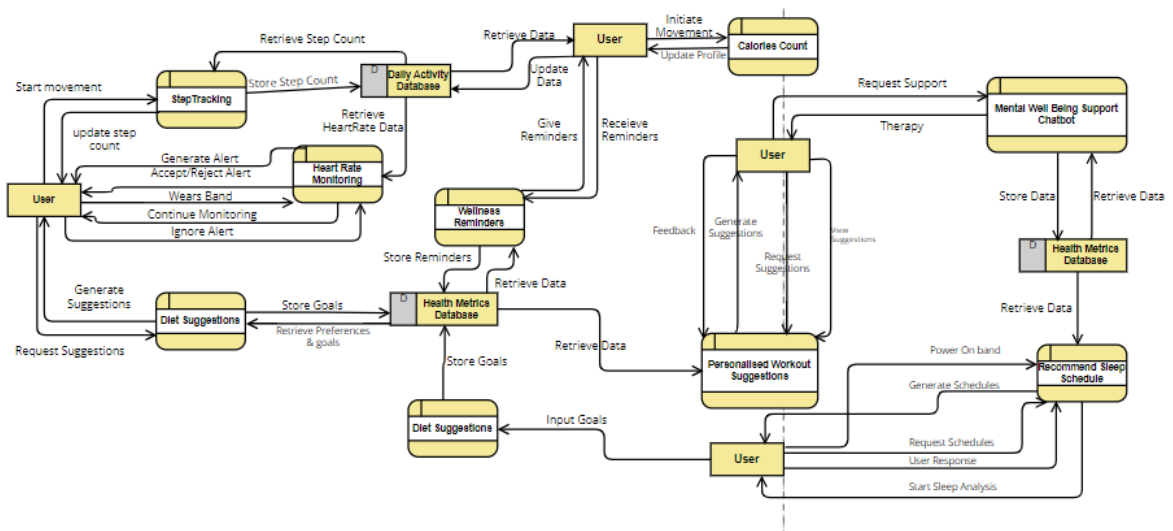 Retrieve Step Count
Start movement
StepTracking
Store Step Count
D
Daily Activity
Database
Retrieve Data
User
Initiate
Movement
Update Profile
Calories Count
Update
Data
Retrieve
HeartRate Data
update step
count
Generate Alert
Accept/Reject Alert
Heart Rate
Monitoring
User
Wears Band
Continue Monitoring
Ignore Alert
Give
Reminders
Receieve
Reminders
Request Support
Mental Well Being Support
Chatbot
Therapy
User
Wellness
Reminders
Feedback
Generate
Suggestions
Request
Suggestions
View
Suggestions
Store Data
Retrieve Data
D
Health Metrics
Database
Store Reminders
Retrieve Data
Generate
Suggestions
Diet Suggestions
Store Goals
Retrieve Preferences
& goals
D
Health Metrics
Database
Request Suggestions
Store Goals
Retrieve Data
Personalised Workout
Suggestions
Retrieve Data
Power On band
Recommend Sleep
Schedule
Generate Schedules
Diet Suggestions
Input Goals
User
Request Schedules
User Response
Start Sleep Analysis